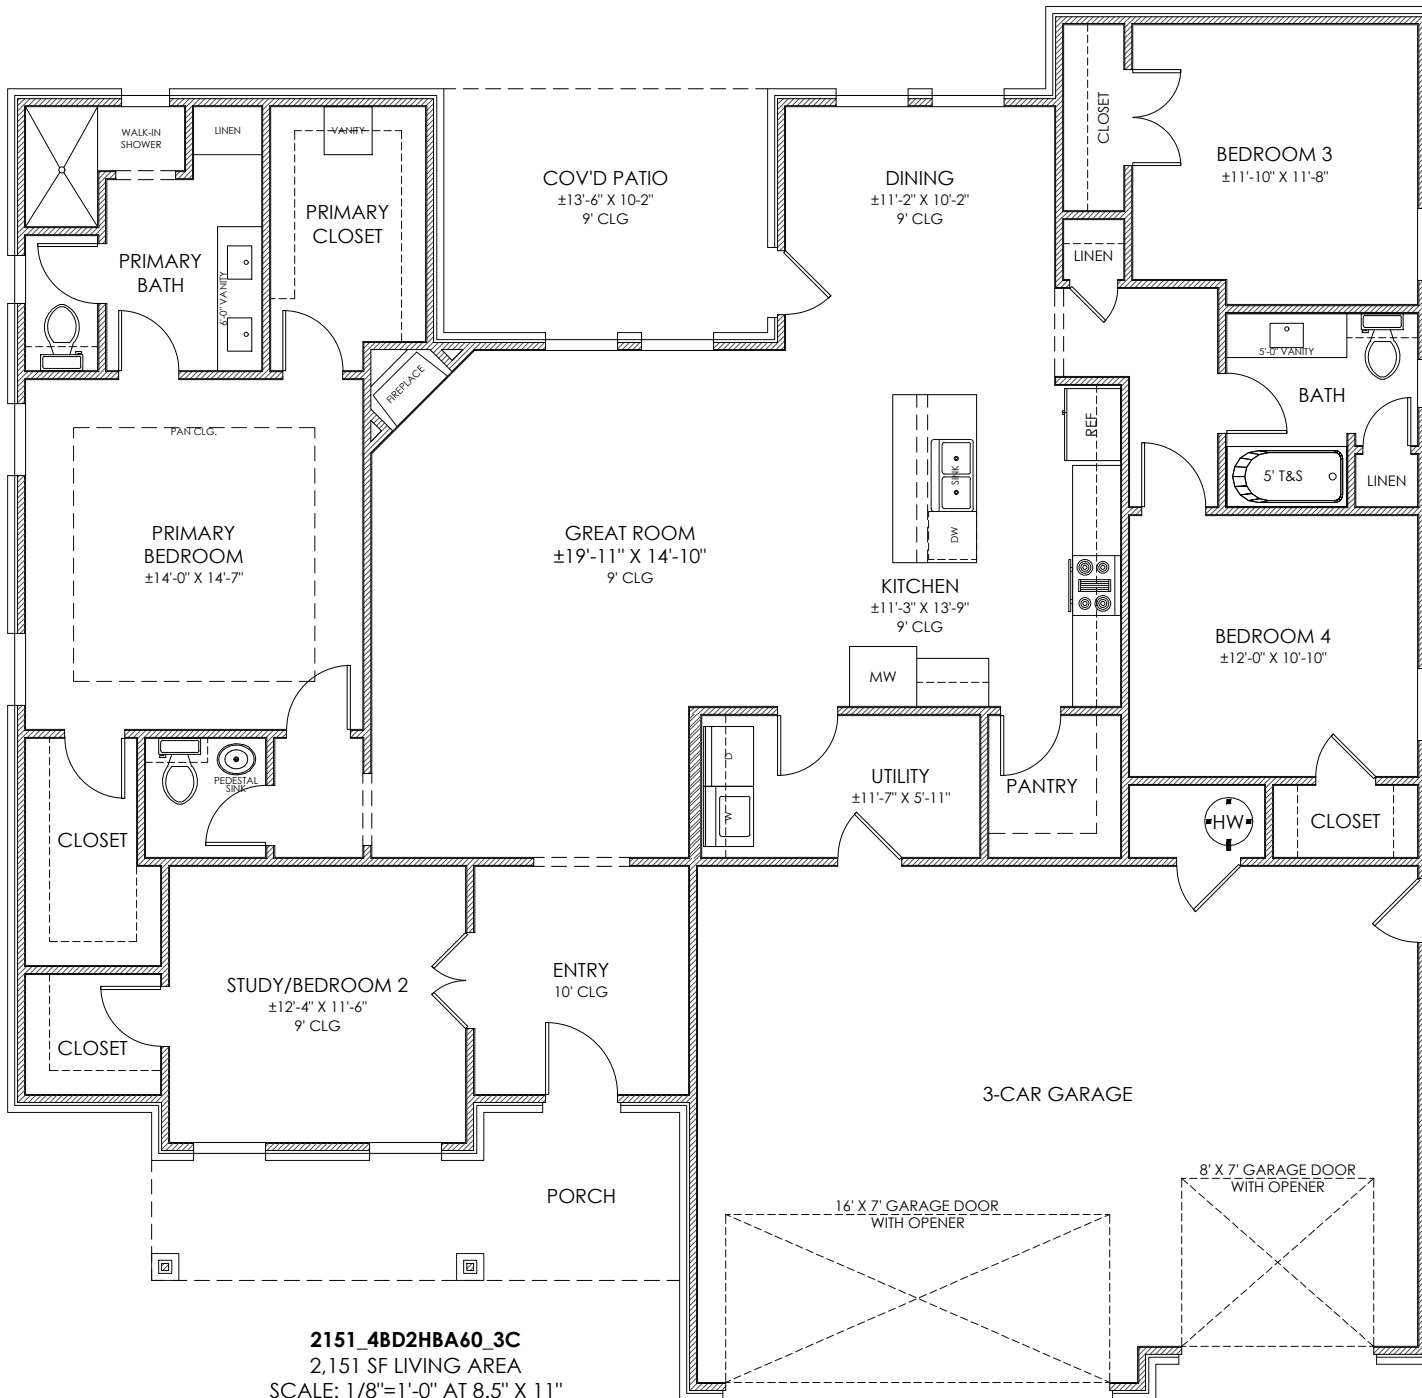 WALK-IN
SHOWER
LINEN
VANITY
PRIMARY
CLOSET
PRIMARY
BATH
6'-0" VANITY
COV'D PATIO
±13'-6" X 10-2"
9' CLG
DINING
±11'-2" X 10'-2"
9' CLG
CLOSET
BEDROOM 3
±11'-10" X 11'-8"
LINEN
5'-0" VANITY
BATH
5' T&S
LINEN
FIREPLACE
PAN CLG.
PRIMARY
BEDROOM
±14'-0" X 14'-7"
GREAT ROOM
±19'-11" X 14'-10"
9' CLG
REF
SINK
DW
KITCHEN
±11'-3" X 13'-9"
9' CLG
MW
BEDROOM 4
±12'-0" X 10'-10"
PEDESTAL
SINK
CLOSET
D
W
UTILITY
±11'-7" X 5'-11"
PANTRY
HW
CLOSET
STUDY/BEDROOM 2
±12'-4" X 11'-6"
9' CLG
CLOSET
ENTRY
10' CLG
3-CAR GARAGE
PORCH
16' X 7' GARAGE DOOR
WITH OPENER
8' X 7' GARAGE DOOR
WITH OPENER
2151_4BD2HBA60_3C
2,151 SF LIVING AREA
SCALE: 1/8"=1'-0" AT 8.5" X 11"